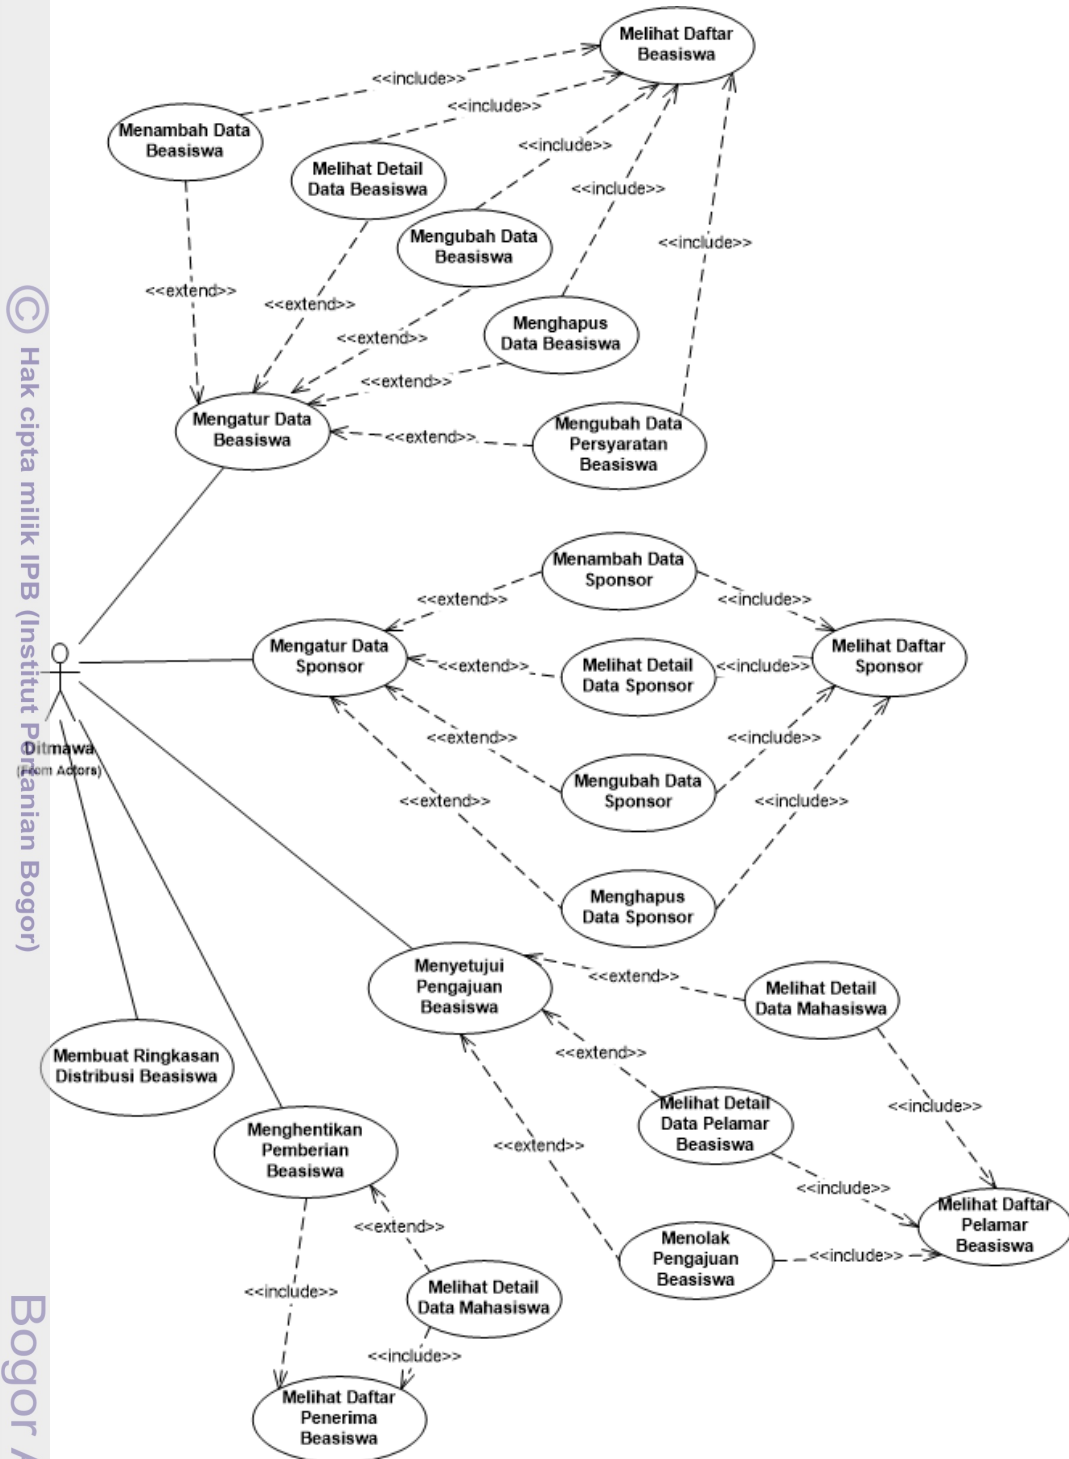 Melihat Daftar
Beasiswa
<<include>>
<<include>>
Menambah Data
Beasiswa
<<include>>
Melihat Detail
Data Beasiswa
<<include>>
Mengubah Data
Beasiswa
<<include>>
<<extend>>
<<extend>>
Menghapus
Data Beasiswa
<<extend>>
<<extend>>
Mengatur Data
Beasiswa
<<extend>>
Mengubah Data
Persyaratan
Beasiswa
Menambah Data
Sponsor
<<extend>>
<<include>>
Mengatur Data
Sponsor
<<extend>>
Melihat Detail
Data Sponsor
<<include>>
Melihat Daftar
Sponsor
<<extend>>
<<include>>
Mengubah Data
Sponsor
<<extend>>
<<include>>
Ditmawa
(From Actors)
Menghapus
Data Sponsor
Menyetujui
Pengajuan
Beasiswa
<<extend>>
Melihat Detail
Data Mahasiswa
<<extend>>
Membuat Ringkasan
Distribusi Beasiswa
Melihat Detail
Data Pelamar
Beasiswa
<<include>>
Menghentikan
Pemberian
Beasiswa
<<extend>>
<<include>>
Melihat Daftar
Pelamar
Beasiswa
<<extend>>
Menolak
Pengajuan
Beasiswa
<<include>>
<<include>>
Melihat Detail
Data Mahasiswa
<<include>>
Melihat Daftar
Penerima
Beasiswa
© Hak cipta milik IPB (Institut Pertanian Bogor)
Bogor A